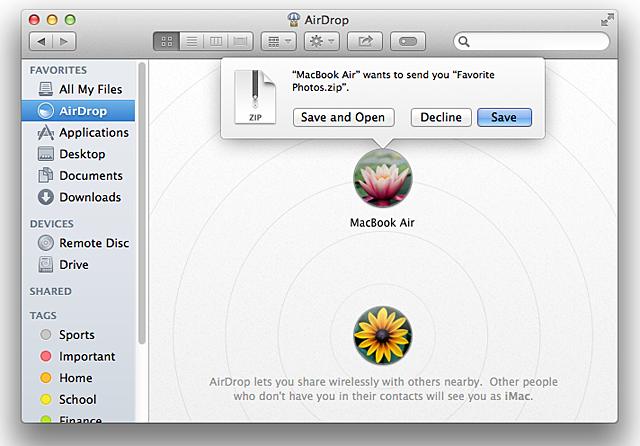 AirDrop
FAVORITES
All My Files
AirDrop
Applications
Desktop
Documents
Downloads
DEVICES
Remote Disc
Drive
SHARED
TAGS
Sports
Important
Home
School
Finance
“MacBook Air” wants to send you “Favorite
Photos.zip”.
ZIP
Save and Open
Decline
Save
MacBook Air
AirDrop lets you share wirelessly with others nearby. Other people
who don't have you in their contacts will see you as iMac.